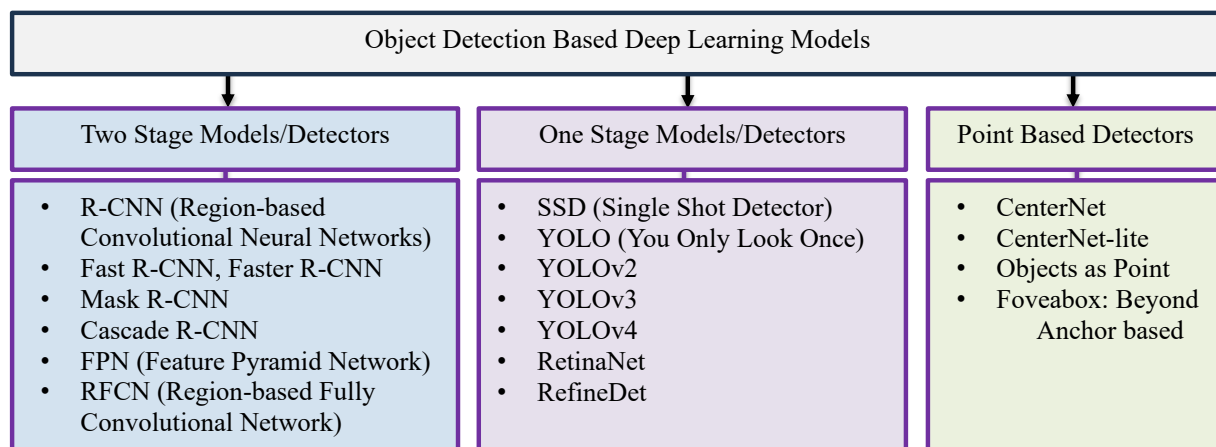 Object Detection Based Deep Learning Models
Two Stage Models/Detectors
• R-CNN (Region-based
Convolutional Neural Networks)
• Fast R-CNN, Faster R-CNN
• Mask R-CNN
• Cascade R-CNN
• FPN (Feature Pyramid Network)
• RFCN (Region-based Fully
Convolutional Network)
One Stage Models/Detectors
• SSD (Single Shot Detector)
• YOLO (You Only Look Once)
• YOLOv2
• YOLOv3
• YOLOv4
• RetinaNet
• RefineDet
Point Based Detectors
• CenterNet
• CenterNet-lite
• Objects as Point
• Foveabox: Beyond
Anchor based